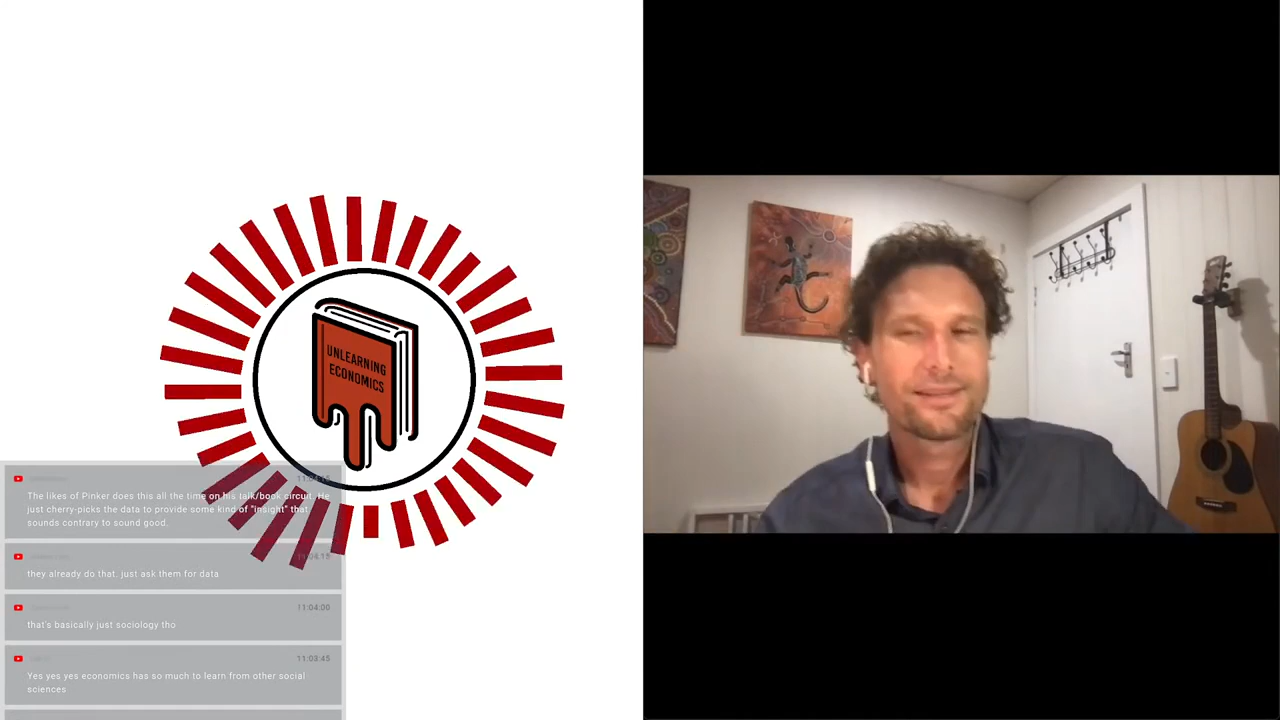 UNLEARNING
ECONOMICS
The likes of Pinker does this all the time on his talk/book circuit. He
just cherry-picks the data to provide some kind of "insight" that
sounds contrary to sound good.
they already do that. just ask them for data
11:04:00
that's basically just sociology tho
11:03:45
Yes yes yes economics has so much to learn from other social
sciences